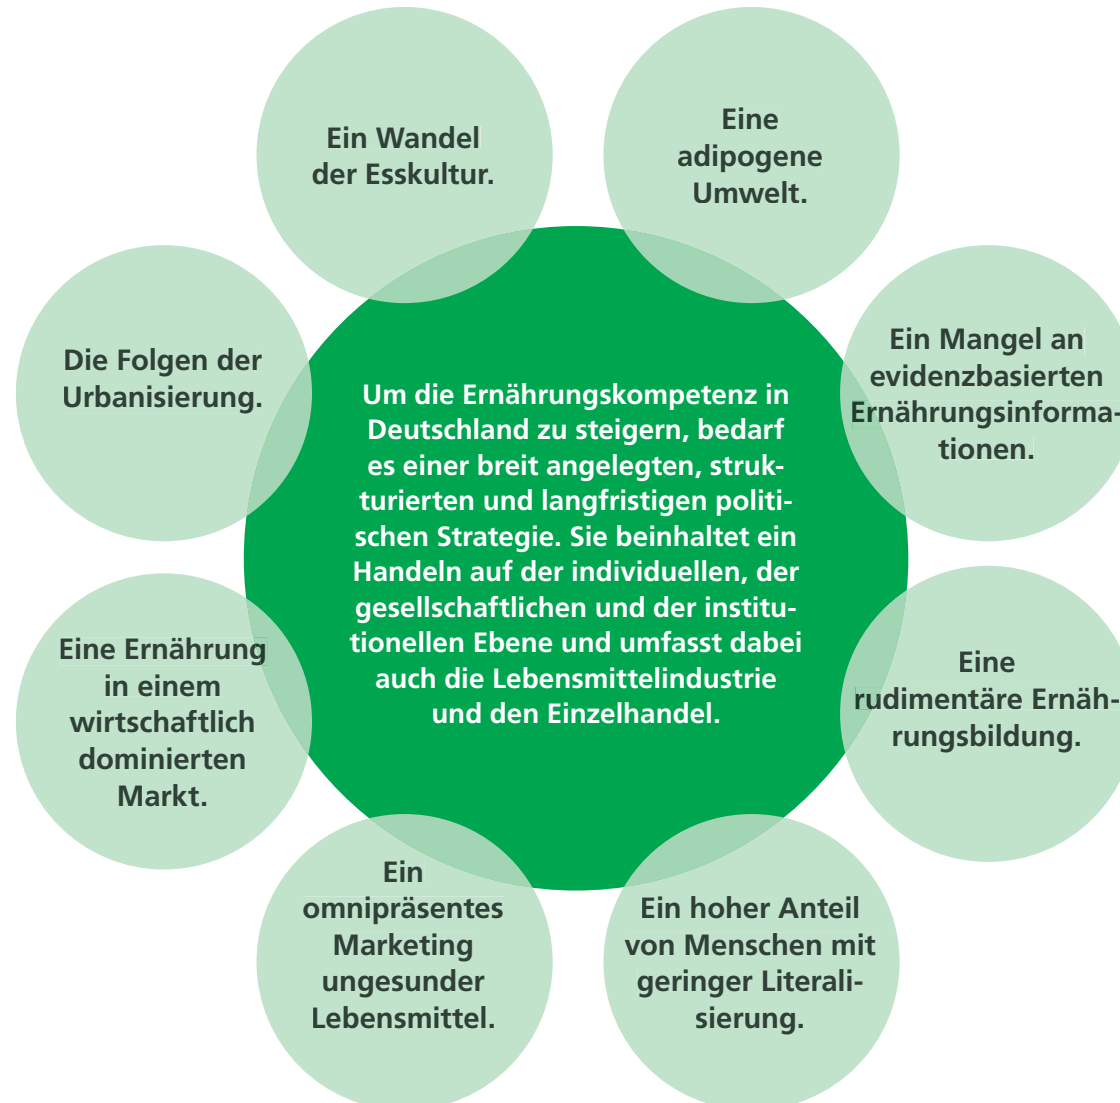 Ein Wandel
der Esskultur.
Eine
adipogene
Umwelt.
Ein Mangel an
evidenzbasierten
Ernährungsinforma-
tionen.
Eine
rudimentäre Ernäh-
rungsbildung.
Ein hoher Anteil
von Menschen mit
geringer Literali-
sierung.
Ein
omnipräsentes
Marketing
ungesunder
Lebensmittel.
Eine Ernährung
in einem
wirtschaftlich
dominierten
Markt.
Die Folgen der
Urbanisierung.
Um die Ernährungskompetenz in
Deutschland zu steigern, bedarf
es einer breit angelegten, struk-
turierten und langfristigen politi-
schen Strategie. Sie beinhaltet ein
Handeln auf der individuellen, der
gesellschaftlichen und der institu-
tionellen Ebene und umfasst dabei
auch die Lebensmittelindustrie
und den Einzelhandel.